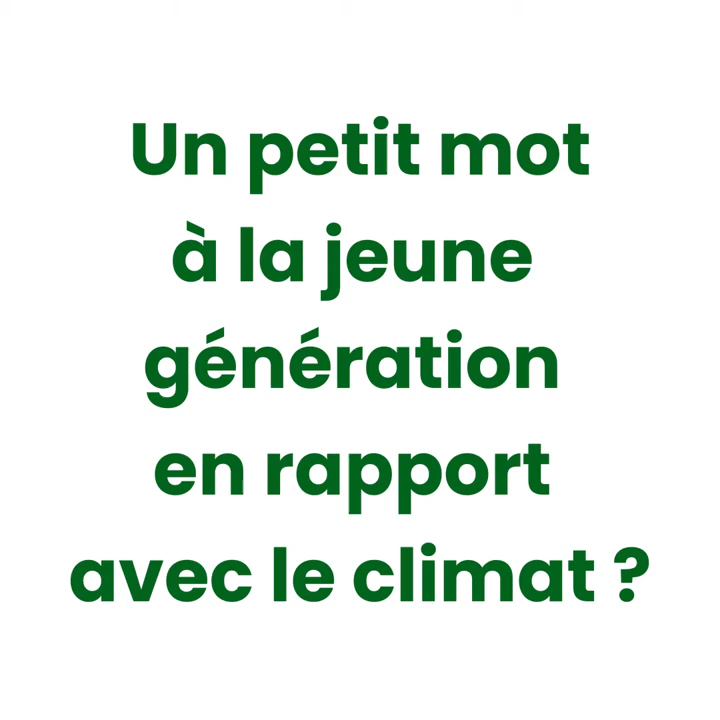 Un petit mot
à la jeune
génération
en rapport
avec le climat ?